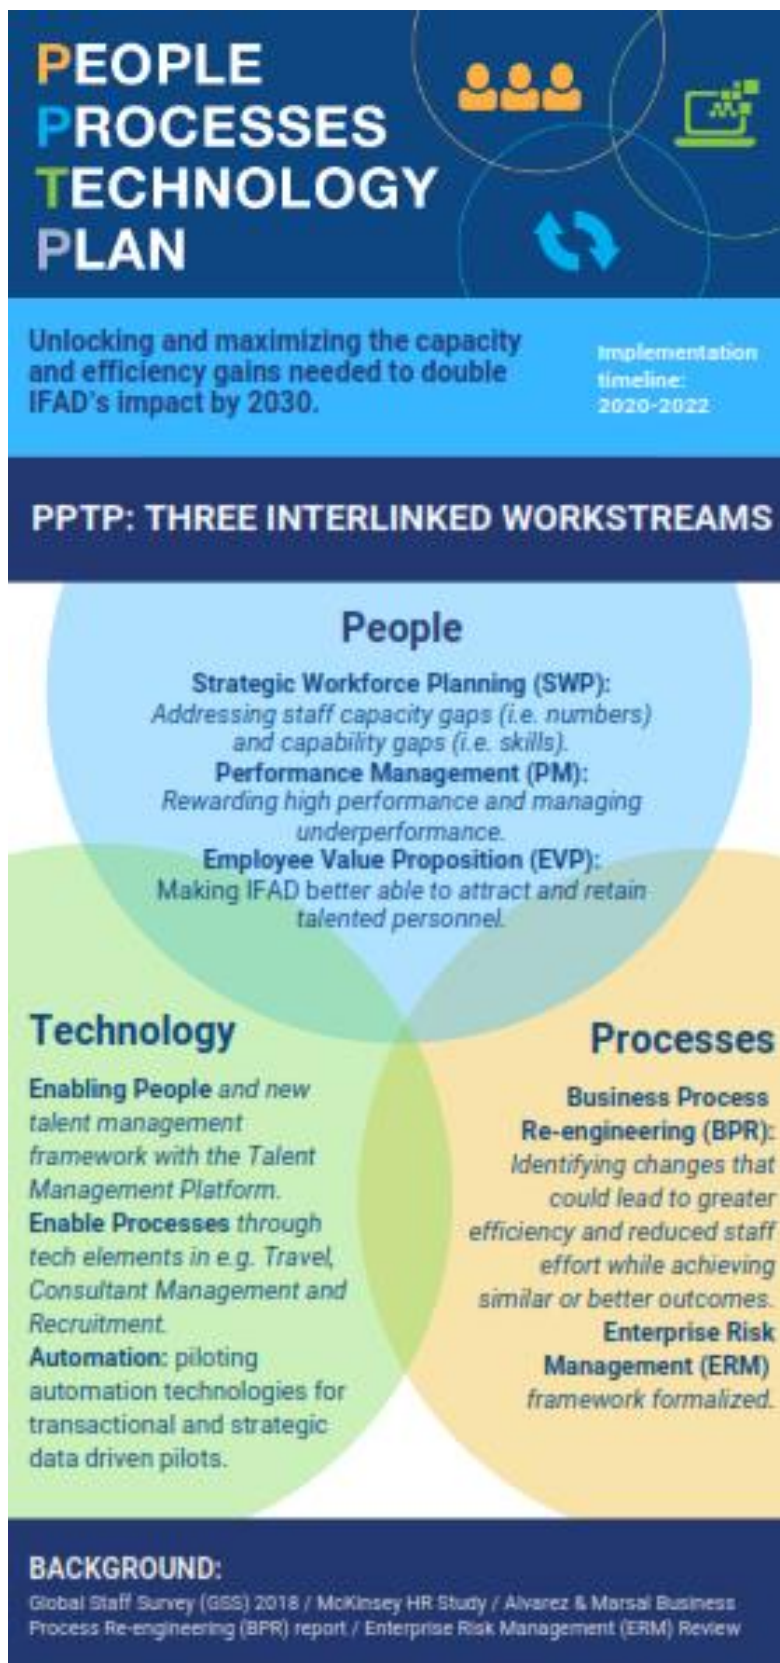 PEOPLE
PROCESSES
TECHNOLOGY
PLAN
Unlocking and maximizing the capacity
and efficiency gains needed to double
IFAD's impact by 2030.
Implementation
timeline:
2020-2022
PPTP: THREE INTERLINKED WORKSTREAMS
People
Strategic Workforce Planning (SWP):
Addressing staff capacity gaps (i.e. numbers)
and capability gaps (i.e. skills).
Performance Management (PM):
Rewarding high performance and managing
underperformance.
Employee Value Proposition (EVP):
Making IFAD better able to attract and retain
talented personnel.
Technology
Enabling People and new
talent management
framework with the Talent
Management Platform.
Enable Processes through
tech elements in e.g. Travel,
Consultant Management and
Recruitment.
Automation: piloting
automation technologies for
transactional and strategic
data driven pilots.
Processes
Business Process
Re-engineering (BPR):
Identifying changes that
could lead to greater
efficiency and reduced staff
effort while achieving
similar or better outcomes.
Enterprise Risk
Management (ERM)
framework formalized.
BACKGROUND:
Global Staff Survey (GSS) 2018 / McKinsey HR Study / Alvarez & Marsal Business
Process Re-engineering (BPR) report / Enterprise Risk Management (ERM) Review